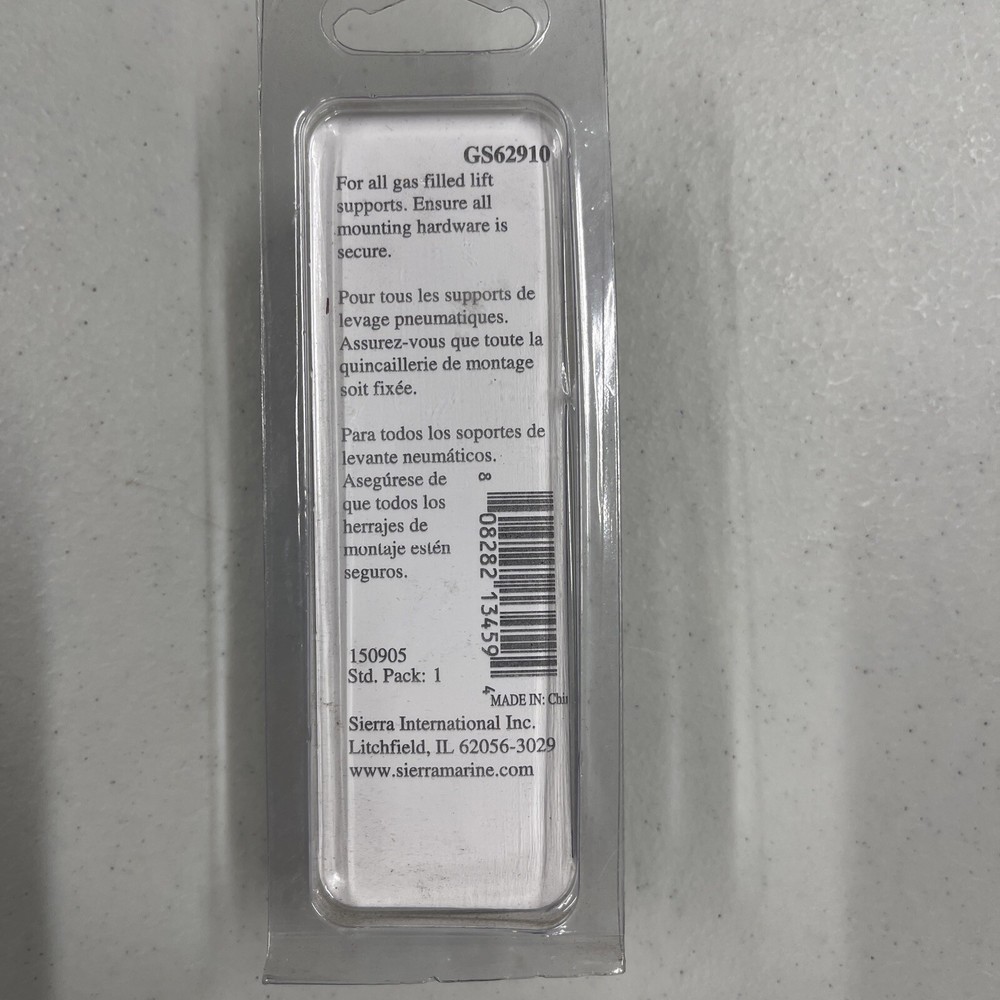 GS62910
For all gas filled lift
supports. Ensure all
mounting hardware is
secure.
Pour tous les supports de
levage pneumatiques.
Assurez-vous que toute la
quincaillerie de montage
soit fixée.
Para todos los soportes de
levante neumáticos.
Asegúrese de
que todos los
herrajes de
montaje estén
seguros.
8 08282 13459 4
150905
Std. Pack: 1
MADE IN: Chi
Sierra International Inc.
Litchfield, IL 62056-3029
www.sierramarine.com